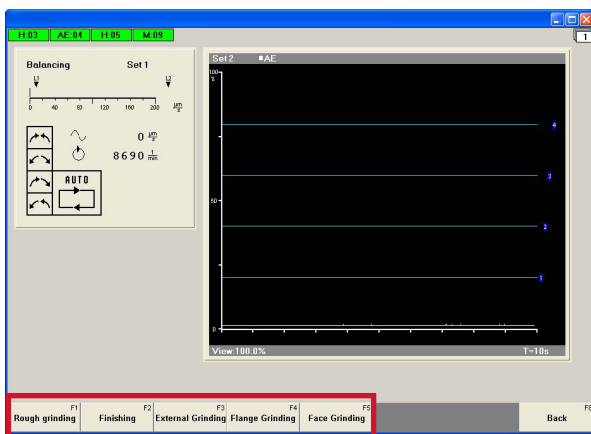 H:03 AE:04 H:05 M:09
1
Balancing Set 1
L1 L2
0 40 80 120 160 200 µm/s
0 µm/s
8690 1/min
AUTO
Set 2 AE
100
%
4
3
50
2
1
0
View:100.0% T=10s
F1 F2 F3 F4 F5 F8
Rough grinding Finishing External Grinding Flange Grinding Face Grinding Back